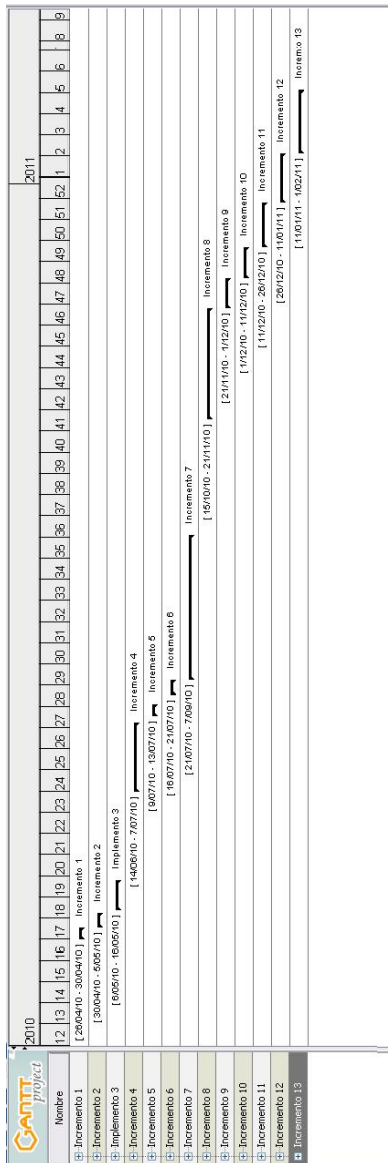 GANTT
project
2010
2011
Nombre
12 13 14 15 16 17 18 19 20 21 22 23 24 25 26 27 28 29 30 31 32 33 34 35 36 37 38 39 40 41 42 43 44 45 46 47 48 49 50 51 52 1 2 3 4 5 6 8 9
Incremento 1
[ 26/04/10 - 30/04/10 ] Incremento 1
Incremento 2
[ 30/04/10 - 5/05/10 ] Incremento 2
Implemento 3
[ 6/05/10 - 16/05/10 ] Implemento 3
Incremento 4
[ 14/06/10 - 7/07/10 ] Incremento 4
Incremento 5
[ 9/07/10 - 13/07/10 ] Incremento 5
Incremento 6
[ 16/07/10 - 21/07/10 ] Incremento 6
Incremento 7
[ 21/07/10 - 7/09/10 ] Incremento 7
Incremento 8
[ 15/10/10 - 21/11/10 ] Incremento 8
Incremento 9
[ 21/11/10 - 1/12/10 ] Incremento 9
Incremento 10
[ 1/12/10 - 11/12/10 ] Incremento 10
Incremento 11
[ 11/12/10 - 26/12/10 ] Incremento 11
Incremento 12
[ 26/12/10 - 11/01/11 ] Incremento 12
Incremento 13
[ 11/01/11 - 1/02/11 ] Increm.o 13